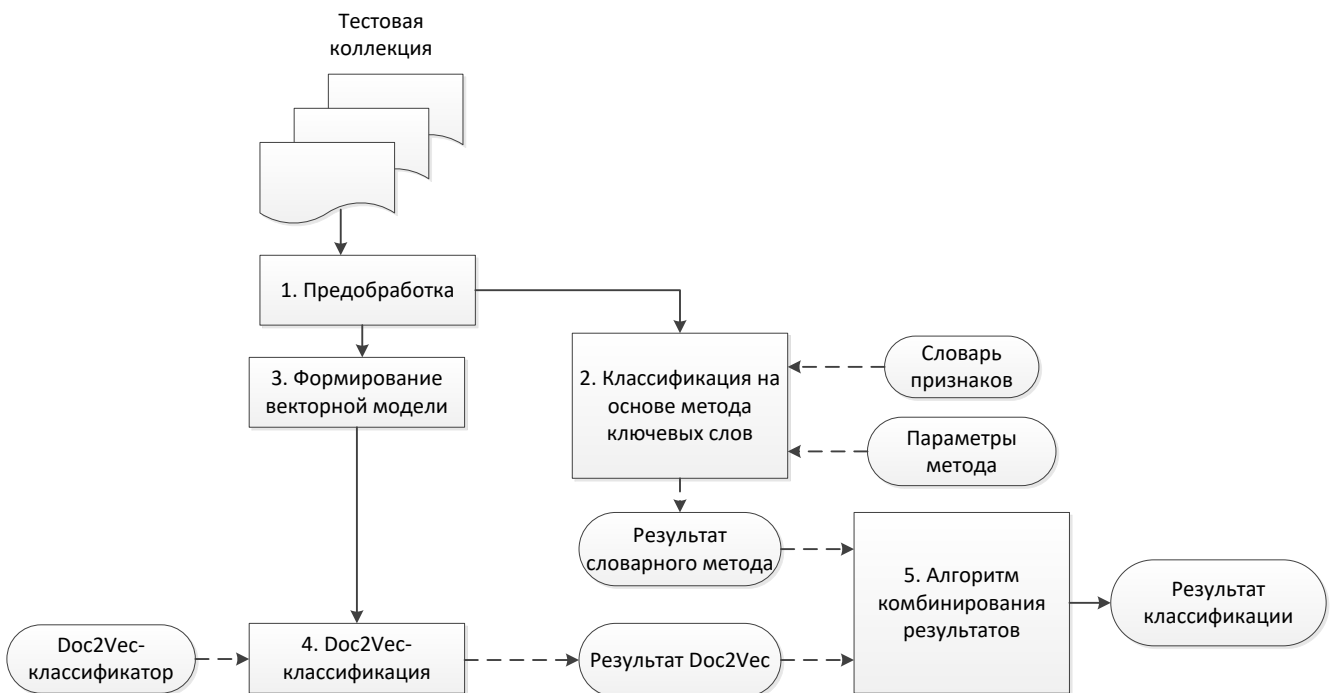 Тестовая
коллекция
1. Предобработка
3. Формирование
векторной модели
2. Классификация на
основе метода
ключевых слов
Словарь
признаков
Параметры
метода
Результат
словарного метода
5. Алгоритм
комбинирования
результатов
Результат
классификации
Doc2Vec-
классификатор
4. Doc2Vec-
классификация
Результат Doc2Vec